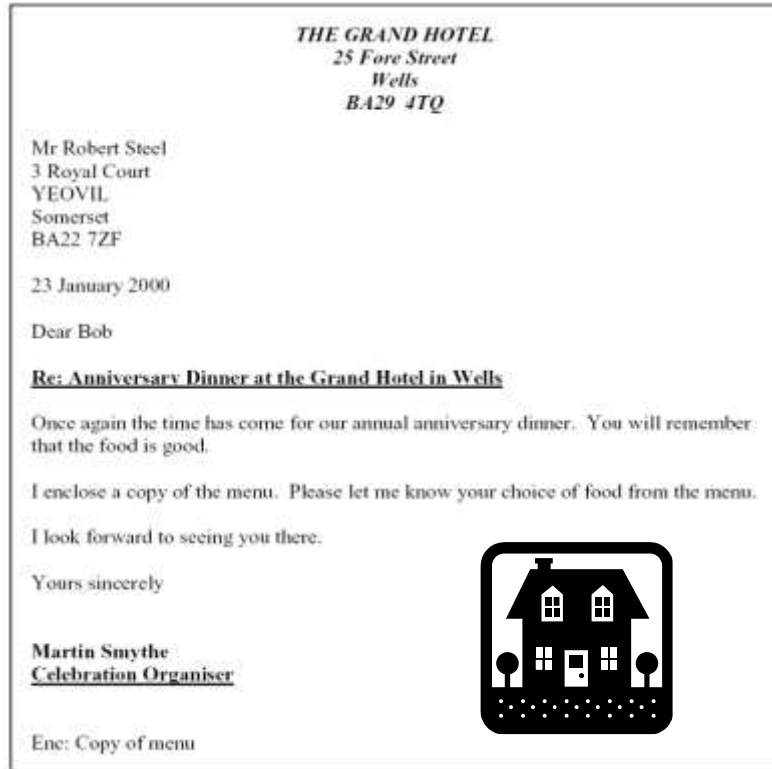 THE GRAND HOTEL
25 Fore Street
Wells
BA29 4TQ
Mr Robert Steel
3 Royal Court
YEOVIL
Somerset
BA22 7ZF
23 January 2000
Dear Bob
Re: Anniversary Dinner at the Grand Hotel in Wells
Once again the time has come for our annual anniversary dinner. You will remember
that the food is good.
I enclose a copy of the menu. Please let me know your choice of food from the menu.
I look forward to seeing you there.
Yours sincerely
Martin Smythe
Celebration Organiser
Enc: Copy of menu